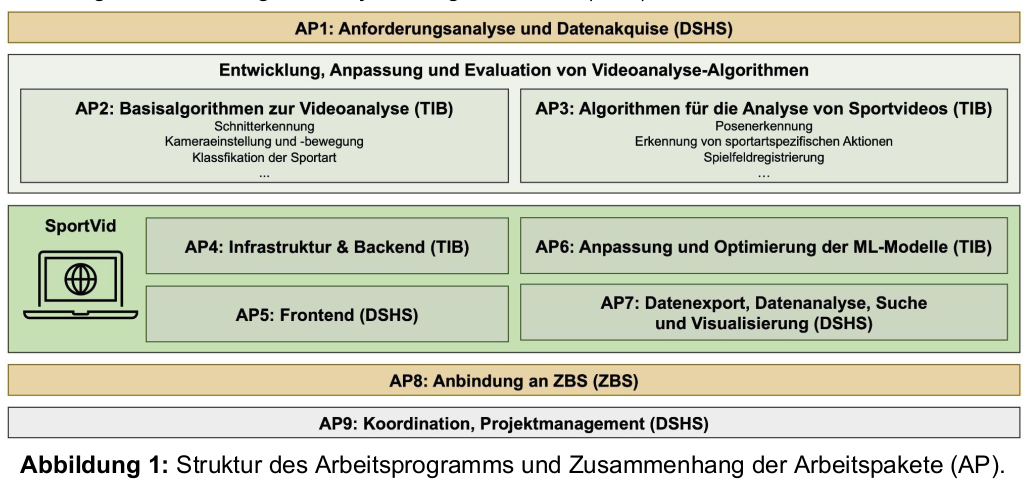 AP1: Anforderungsanalyse und Datenakquise (DSHS)
Entwicklung, Anpassung und Evaluation von Videoanalyse-Algorithmen
AP2: Basisalgorithmen zur Videoanalyse (TIB)
Schnitterkennung
Kameraeinstellung und -bewegung
Klassfikation der Sportart
...
AP3: Algorithmen für die Analyse von Sportvideos (TIB)
Posenerkennung
Erkennung von sportartspezifischen Aktionen
Spielfeldregistrierung
...
SportVid
AP4: Infrastruktur & Backend (TIB)
AP6: Anpassung und Optimierung der ML-Modelle (TIB)
AP5: Frontend (DSHS)
AP7: Datenexport, Datenanalyse, Suche
und Visualisierung (DSHS)
AP8: Anbindung an ZBS (ZBS)
AP9: Koordination, Projektmanagement (DSHS)
Abbildung 1: Struktur des Arbeitsprogramms und Zusammenhang der Arbeitspakete (AP).